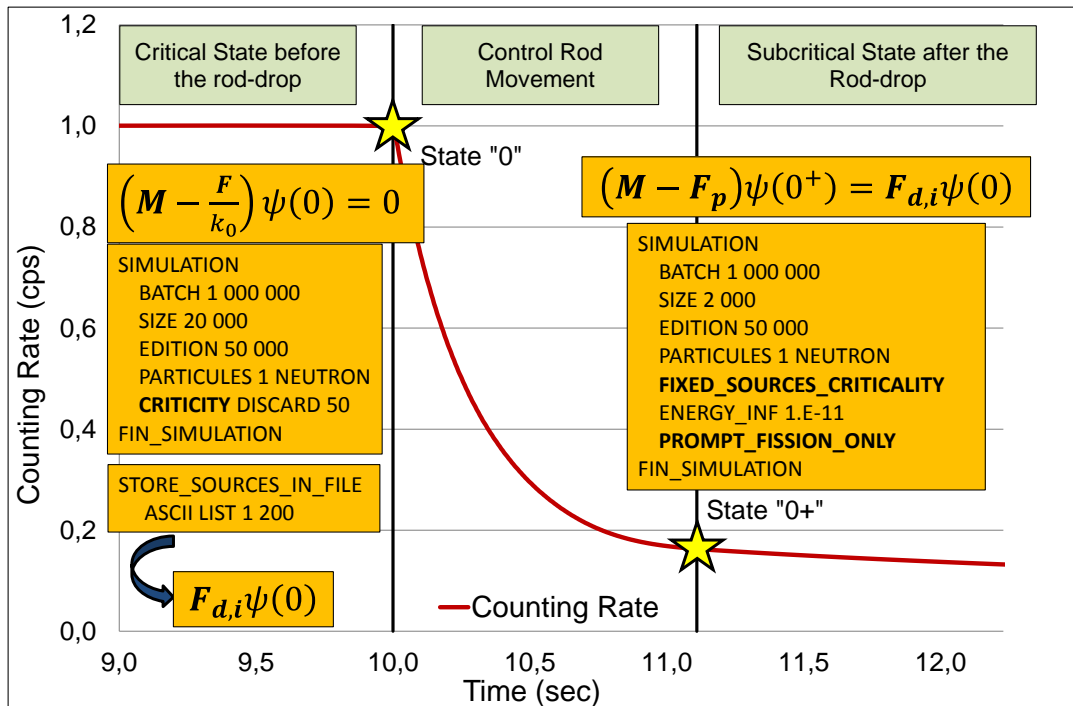 Critical State before
the rod-drop
Control Rod
Movement
Subcritical State after the
Rod-drop
State "0"
(M - F/k₀) ψ(0) = 0
SIMULATION
BATCH 1 000 000
SIZE 20 000
EDITION 50 000
PARTICULES 1 NEUTRON
CRITICITY DISCARD 50
FIN_SIMULATION
STORE_SOURCES_IN_FILE
ASCII LIST 1 200
F_{d,i}ψ(0)
(M - F_p)ψ(0⁺) = F_{d,i}ψ(0)
SIMULATION
BATCH 1 000 000
SIZE 2 000
EDITION 50 000
PARTICULES 1 NEUTRON
FIXED_SOURCES_CRITICALITY
ENERGY_INF 1.E-11
PROMPT_FISSION_ONLY
FIN_SIMULATION
State "0+"
Counting Rate
Counting Rate (cps)
1,2
1,0
0,8
0,6
0,4
0,2
0,0
9,0
9,5
10,0
10,5
11,0
11,5
12,0
Time (sec)